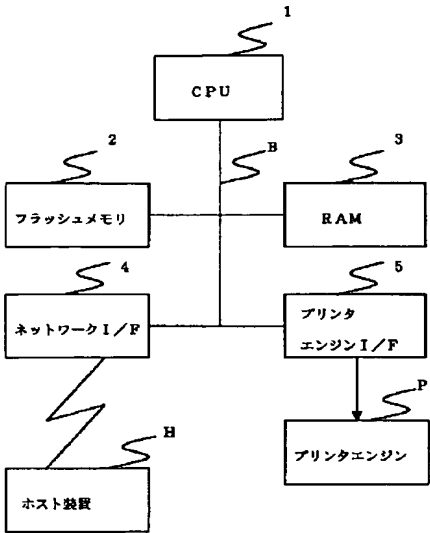 1
CPU
2
B
3
フラッシュメモリ
RAM
4
5
ネットワークI/F
プリンタ
エンジンI/F
P
H
プリンタエンジン
ホスト装置